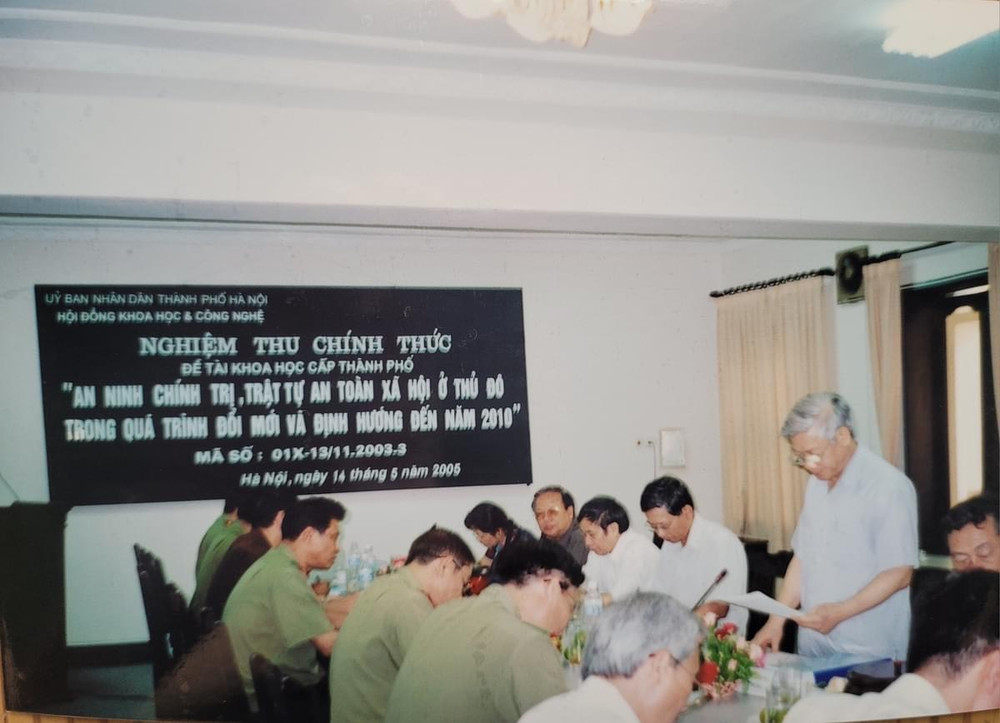 UỶ BAN NHÂN DÂN THÀNH PHỐ HÀ NỘI
HỘI ĐỒNG KHOA HỌC & CÔNG NGHỆ
NGHIỆM THU CHÍNH THỨC
ĐỀ TÀI KHOA HỌC CẤP THÀNH PHỐ
"AN NINH CHÍNH TRỊ, TRẬT TỰ AN TOÀN XÃ HỘI Ở THỦ ĐÔ
TRONG QUÁ TRÌNH ĐỔI MỚI VÀ ĐỊNH HƯỚNG ĐẾN NĂM 2010"
MÃ SỐ : 01X-13/11.2003-3
Hà Nội, ngày 14 tháng 5 năm 2005